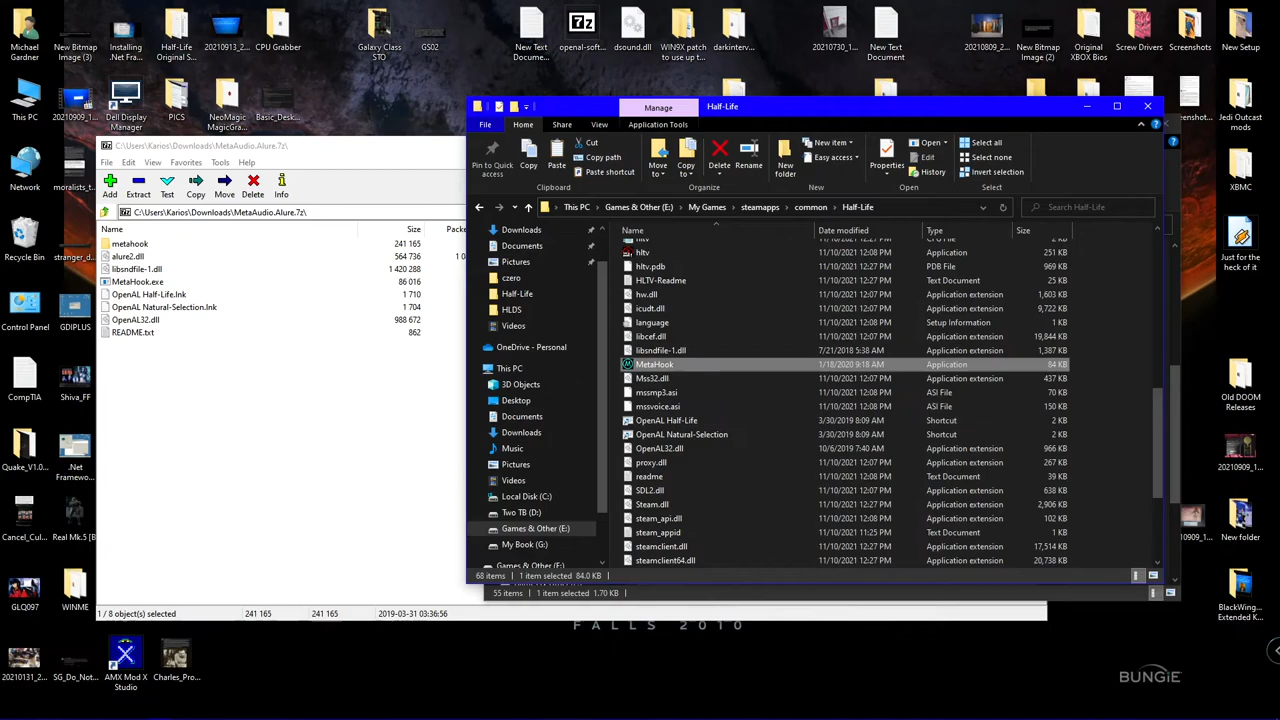 Michael
Gardner
New Bitmap
Image (3)
Installing
.Net Fra...
Half-Life
Original S...
20210913_2...
CPU Grabber
Galaxy Class
STO
GS02
New Text
Docume...
openal-soft...
dsound.dll
WIN9X patch
to use up t...
darkinterv...
20210730_1...
New Text
Document
20210809_2...
New Bitmap
Image (2)
Original
XBOX Bios
Screw Drivers
Screenshots
New Setup
This PC
20210909_1...
Dell Display
Manager
PICS
NeoMagic
MagicGra...
Basic_Desk...
Jedi Outcast
mods
Network
moralists_t...
XBMC
Recycle Bin
stranger_d...
Just for the
heck of it
Control Panel
GDIPLUS
CompTIA
Shiva_FF
Old DOOM
Releases
Quake_V1.0...
.Net
Framewo...
20210909_1...
Cancel_Cul...
Real Mk.5 [B
New folder
GLQ097
WINME
BlackWing...
Extended K...
20210131_2...
SG_Do_Not...
AMX Mod X
Studio
Charles_Pro...
C:\Users\Karios\Downloads\MetaAudio.Alure.7z\
File Edit View Favorites Tools Help
Add Extract Test Copy Move Delete Info
C:\Users\Karios\Downloads\MetaAudio.Alure.7z\
Name Size Packe
metahook 241 165
alure2.dll 564 736
libsndfile-1.dll 1 420 288
MetaHook.exe 86 016
OpenAL Half-Life.lnk 1 710
OpenAL Natural-Selection.lnk 1 704
OpenAL32.dll 988 672
README.txt 862
1 / 8 object(s) selected 241 165 241 165 2019-03-31 03:36:56
Manage Half-Life
File Home Share View Application Tools
Pin to Quick
access
Copy Paste
Cut
Copy path
Paste shortcut
Clipboard
Move
to
Copy
to
Delete Rename
Organize
New
folder
New item
Easy access
New
Properties
Open
Edit
History
Open
Select all
Select none
Invert selection
Select
This PC Games & Other (E:) My Games steamapps common Half-Life
Search Half-Life
Downloads
Documents
Pictures
czero
Half-Life
HLDS
Videos
OneDrive - Personal
This PC
3D Objects
Desktop
Documents
Downloads
Music
Pictures
Videos
Local Disk (C:)
Two TB (D:)
Games & Other (E:)
My Book (G:)
Games & Other (E:)
Name Date modified Type Size
hltv 11/10/2021 12:08 PM Application 251 KB
hltv.pdb 11/10/2021 12:08 PM PDB File 969 KB
HLTV-Readme 11/10/2021 12:08 PM Text Document 25 KB
hw.dll 11/10/2021 12:08 PM Application extension 1,603 KB
icudt.dll 11/10/2021 12:08 PM Application extension 9,722 KB
language 11/10/2021 12:08 PM Setup Information 1 KB
libcef.dll 11/10/2021 12:08 PM Application extension 19,844 KB
libsndfile-1.dll 7/21/2018 5:38 AM Application extension 1,387 KB
MetaHook 1/18/2020 9:18 AM Application 84 KB
Mss32.dll 11/10/2021 12:08 PM Application extension 437 KB
mssmp3.asi 11/10/2021 12:07 PM ASI File 70 KB
mssvoice.asi 11/10/2021 12:07 PM ASI File 150 KB
OpenAL Half-Life 3/30/2019 8:09 AM Shortcut 2 KB
OpenAL Natural-Selection 3/30/2019 8:09 AM Shortcut 2 KB
OpenAL32.dll 10/6/2019 7:40 AM Application extension 966 KB
proxy.dll 11/10/2021 12:07 PM Application extension 267 KB
readme 11/10/2021 12:07 PM Text Document 39 KB
SDL2.dll 11/10/2021 12:07 PM Application extension 638 KB
Steam.dll 11/10/2021 12:07 PM Application extension 2,906 KB
steam_api.dll 11/10/2021 12:08 PM Application extension 102 KB
steam_appid 11/10/2021 11:25 PM Text Document 1 KB
steamclient.dll 11/10/2021 12:07 PM Application extension 17,514 KB
steamclient64.dll 11/10/2021 12:08 PM Application extension 20,738 KB
68 items 1 item selected 84.0 KB
55 items 1 item selected 1.70 KB
FALLS 2010
BUNGIE